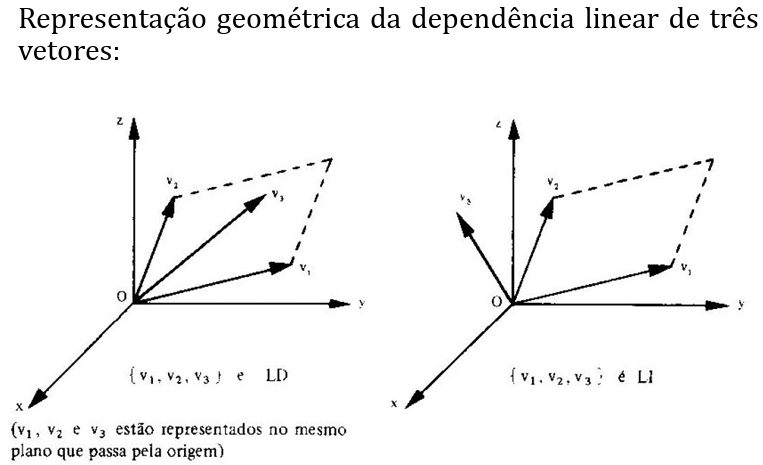 Representação geométrica da dependência linear de três
vetores:
z
v₂
v₃
v₁
O
y
x
{v₁, v₂, v₃} e LD
(v₁, v₂ e v₃ estão representados no mesmo
plano que passa pela origem)
z
v₃
v₂
v₁
O
y
x
{v₁, v₂, v₃} é LI